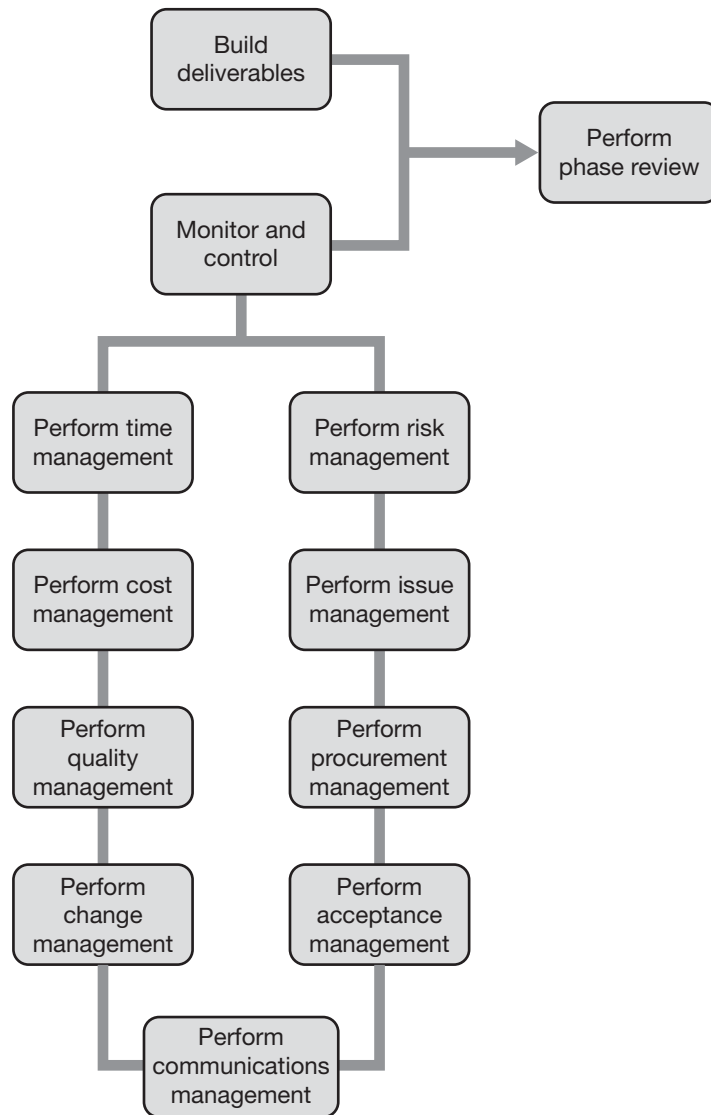 Build
deliverables
Perform
phase review
Monitor and
control
Perform time
management
Perform risk
management
Perform cost
management
Perform issue
management
Perform
quality
management
Perform
procurement
management
Perform
change
management
Perform
acceptance
management
Perform
communications
management